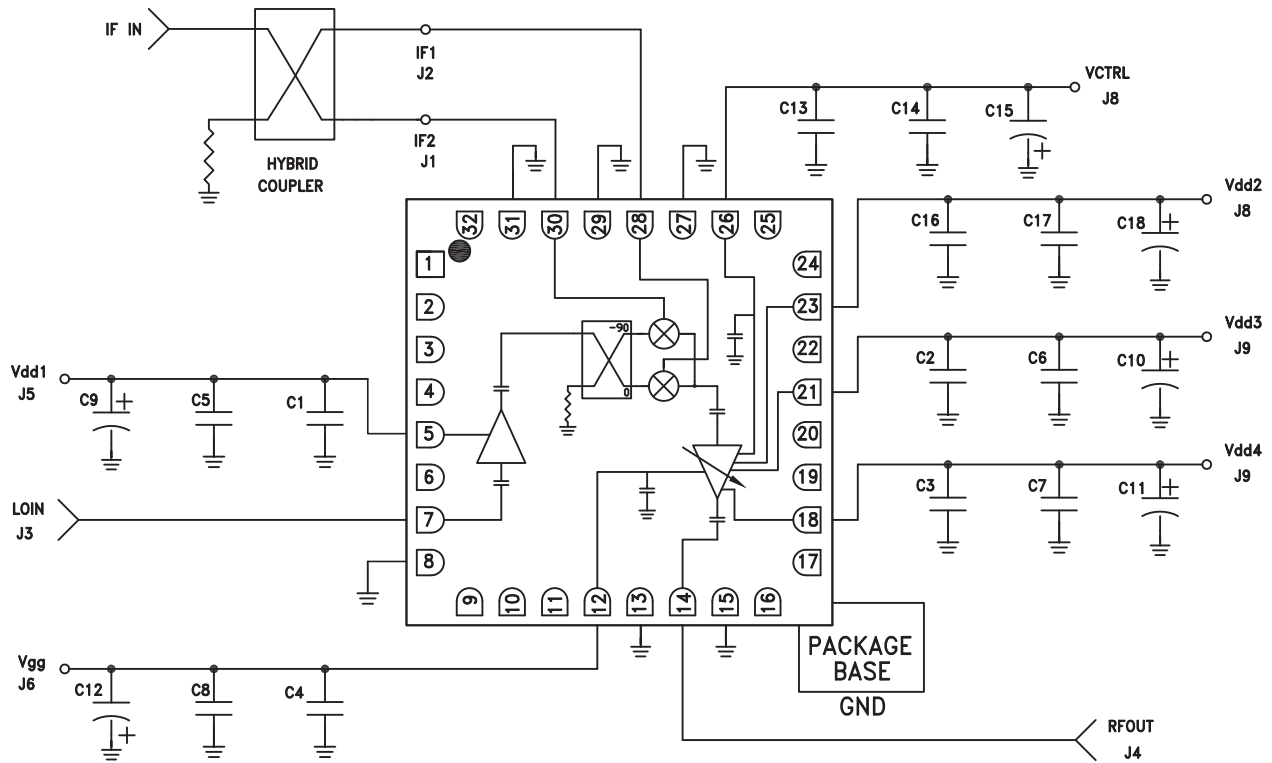 IF IN
IF1
J2
IF2
J1
HYBRID
COUPLER
VCTRL
J8
C13
C14
C15
+
Vdd2
J8
C16
C17
C18
+
Vdd3
J9
C2
C6
C10
+
Vdd4
J9
C3
C7
C11
+
Vdd1
J5
C9
+
C5
C1
LOIN
J3
Vgg
J6
C12
+
C8
C4
32
31
30
29
28
27
26
25
1
2
3
4
5
6
7
8
24
23
22
21
20
19
18
17
-90
0
9
10
11
12
13
14
15
16
PACKAGE
BASE
GND
RFOUT
J4